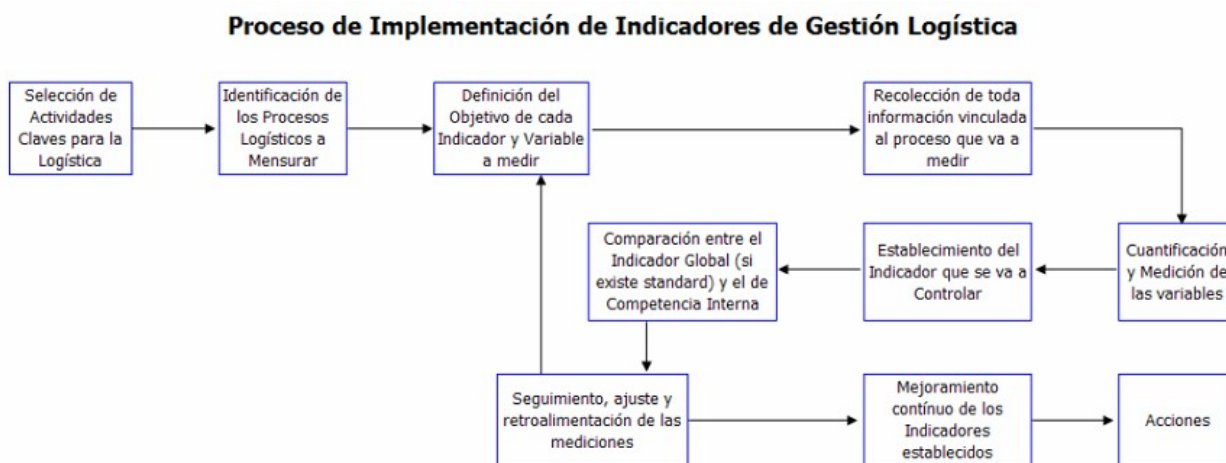 Proceso de Implementación de Indicadores de Gestión Logística
Selección de
Actividades
Claves para la
Logística
Identificación de
los Procesos
Logísticos a
Mensurar
Definición del
Objetivo de cada
Indicador y Variable
a medir
Recolección de toda
información vinculada
al proceso que va a
medir
Cuantificación
y Medición de
las variables
Establecimiento del
Indicador que se va a
Controlar
Comparación entre el
Indicador Global (si
existe standard) y el de
Competencia Interna
Seguimiento, ajuste y
retroalimentación de las
mediciones
Mejoramiento
contínuo de los
Indicadores
establecidos
Acciones